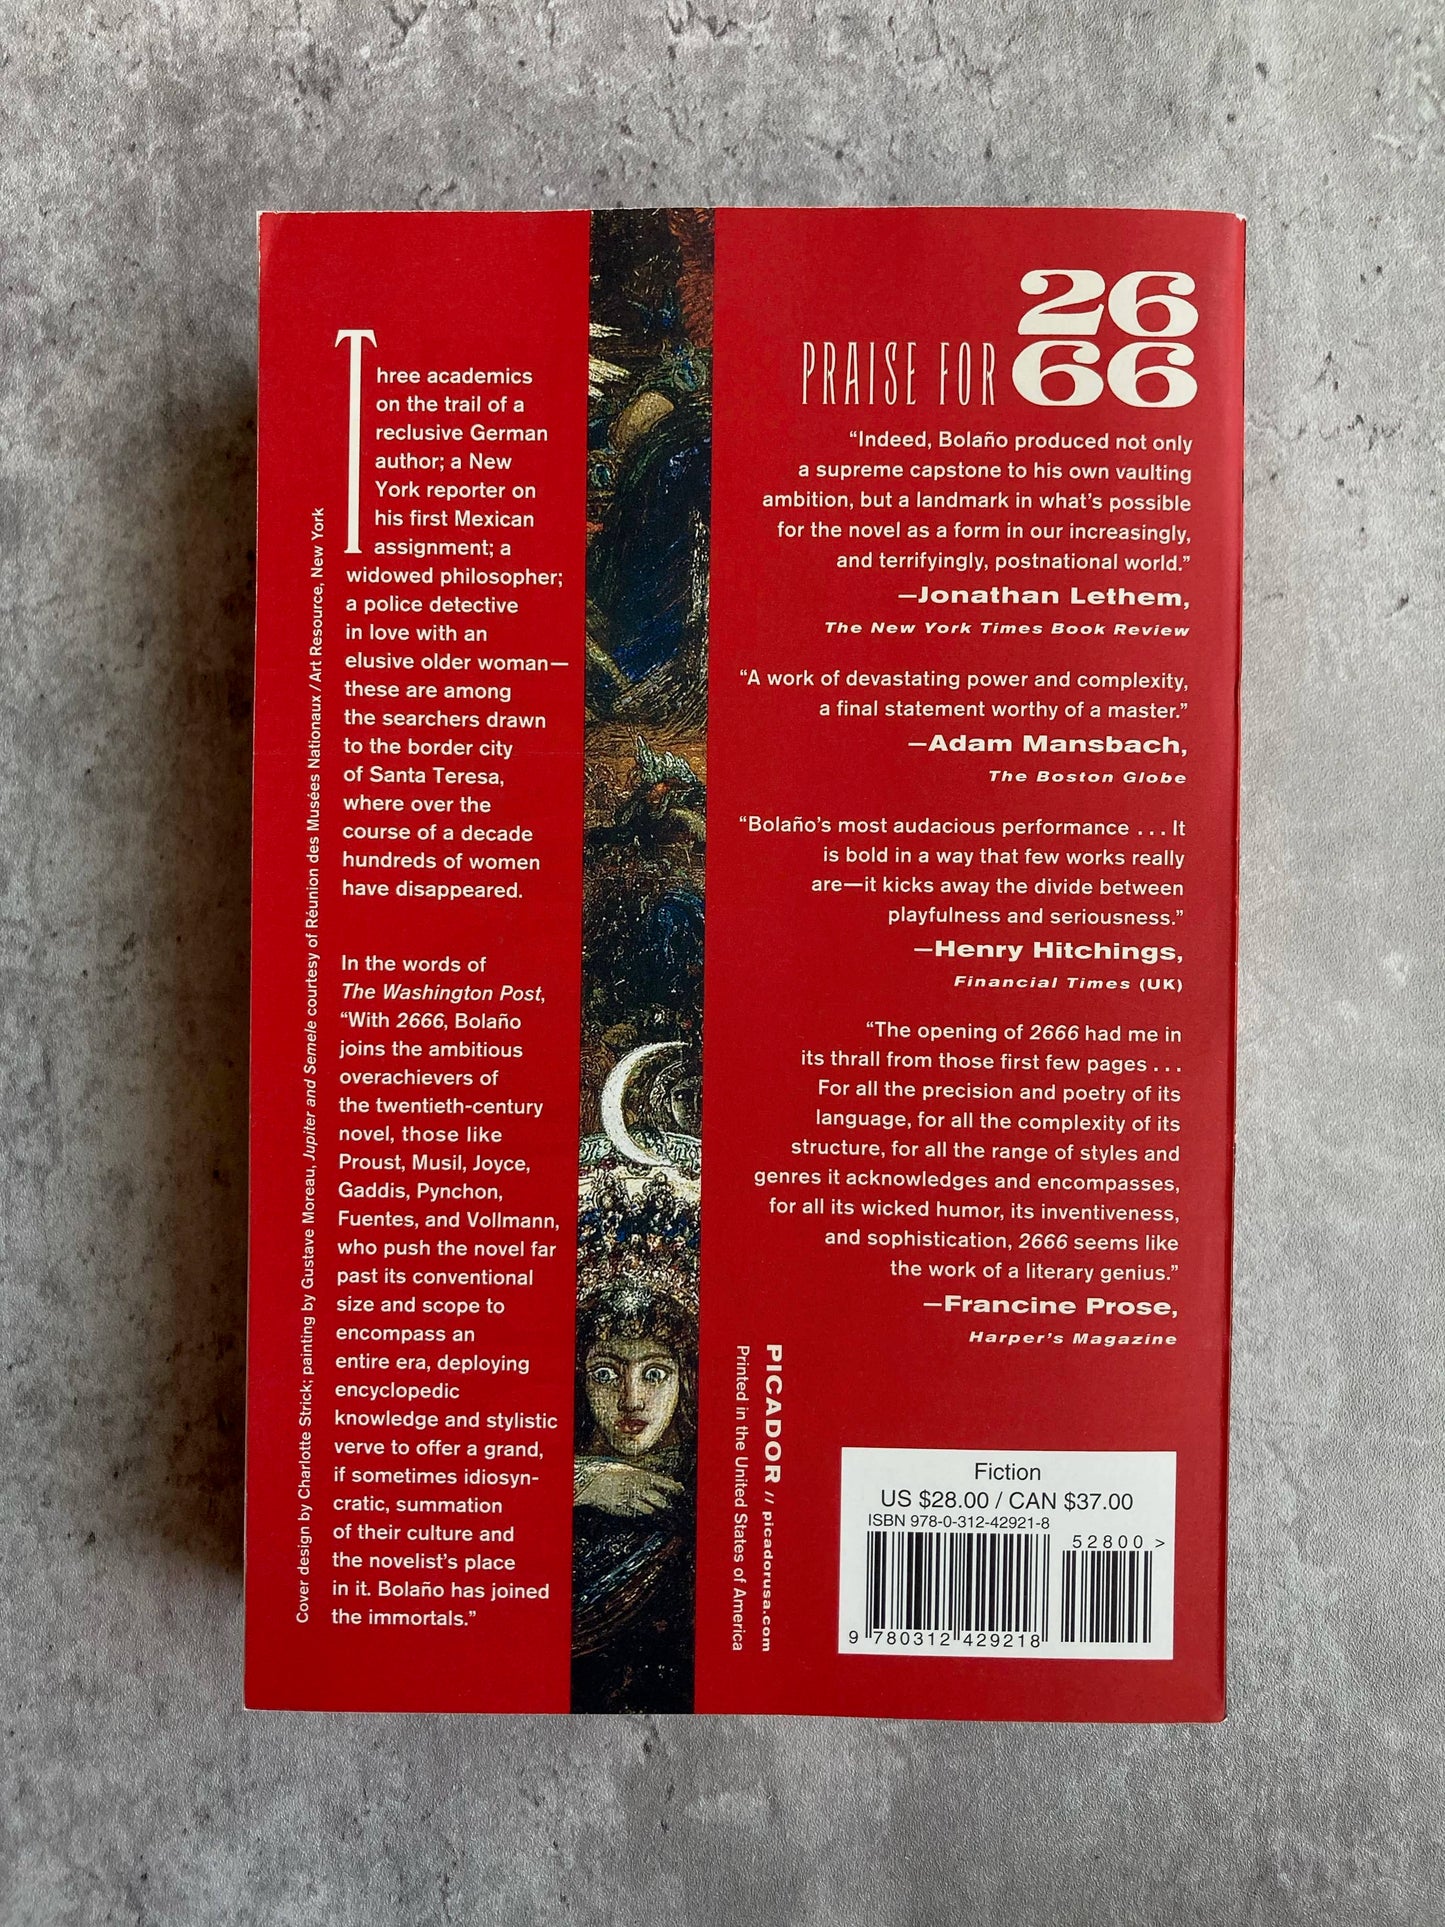 Three academics
on the trail of a
reclusive German
author; a New
York reporter on
his first Mexican
assignment; a
widowed philosopher;
a police detective
in love with an
elusive older woman—
these are among
the searchers drawn
to the border city
of Santa Teresa,
where over the
course of a decade
hundreds of women
have disappeared.
In the words of
The Washington Post,
“With 2666, Bolaño
joins the ambitious
overachievers of
the twentieth-century
novel, those like
Proust, Musil, Joyce,
Gaddis, Pynchon,
Fuentes, and Vollmann,
who push the novel far
past its conventional
size and scope to
encompass an
entire era, deploying
encyclopedic
knowledge and stylistic
verve to offer a grand,
if sometimes idiosyn-
cratic, summation
of their culture and
the novelist’s place
in it. Bolaño has joined
the immortals.”
Cover design by Charlotte Strick; painting by Gustave Moreau, Jupiter and Semele courtesy of Réunion des Musées Nationaux / Art Resource, New York
26
PRAISE FOR 66
“Indeed, Bolaño produced not only
a supreme capstone to his own vaulting
ambition, but a landmark in what’s possible
for the novel as a form in our increasingly,
and terrifyingly, postnational world.”
—Jonathan Lethem,
The New York Times Book Review
“A work of devastating power and complexity,
a final statement worthy of a master.”
—Adam Mansbach,
The Boston Globe
“Bolaño’s most audacious performance . . . It
is bold in a way that few works really
are—it kicks away the divide between
playfulness and seriousness.”
—Henry Hitchings,
Financial Times (UK)
“The opening of 2666 had me in
its thrall from those first few pages . . .
For all the precision and poetry of its
language, for all the complexity of its
structure, for all the range of styles and
genres it acknowledges and encompasses,
for all its wicked humor, its inventiveness,
and sophistication, 2666 seems like
the work of a literary genius.”
—Francine Prose,
Harper’s Magazine
PICADOR // picadorusa.com
Printed in the United States of America
Fiction
US $28.00 / CAN $37.00
ISBN 978-0-312-42921-8
52800 >
9 780312 429218